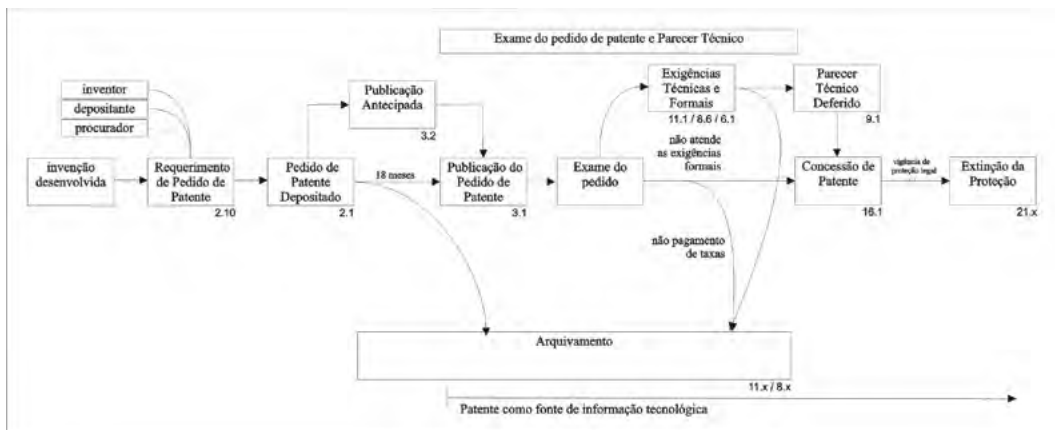 Exame do pedido de patente e Parecer Técnico
inventor
depositante
procurador
invenção
desenvolvida
Requerimento
de Pedido de
Patente
2.10
Pedido de
Patente
Depositado
2.1
Publicação
Antecipada
3.2
18 meses
Publicação do
Pedido de
Patente
3.1
Exame do
pedido
Exigências
Técnicas e
Formais
11.1 / 8.6 / 6.1
não atende
as exigências
formais
não pagamento
de taxas
Parecer
Técnico
Deferido
9.1
Concessão de
Patente
16.1
vigência de
proteção legal
Extinção da
Proteção
21.x
Arquivamento
11.x / 8.x
Patente como fonte de informação tecnológica